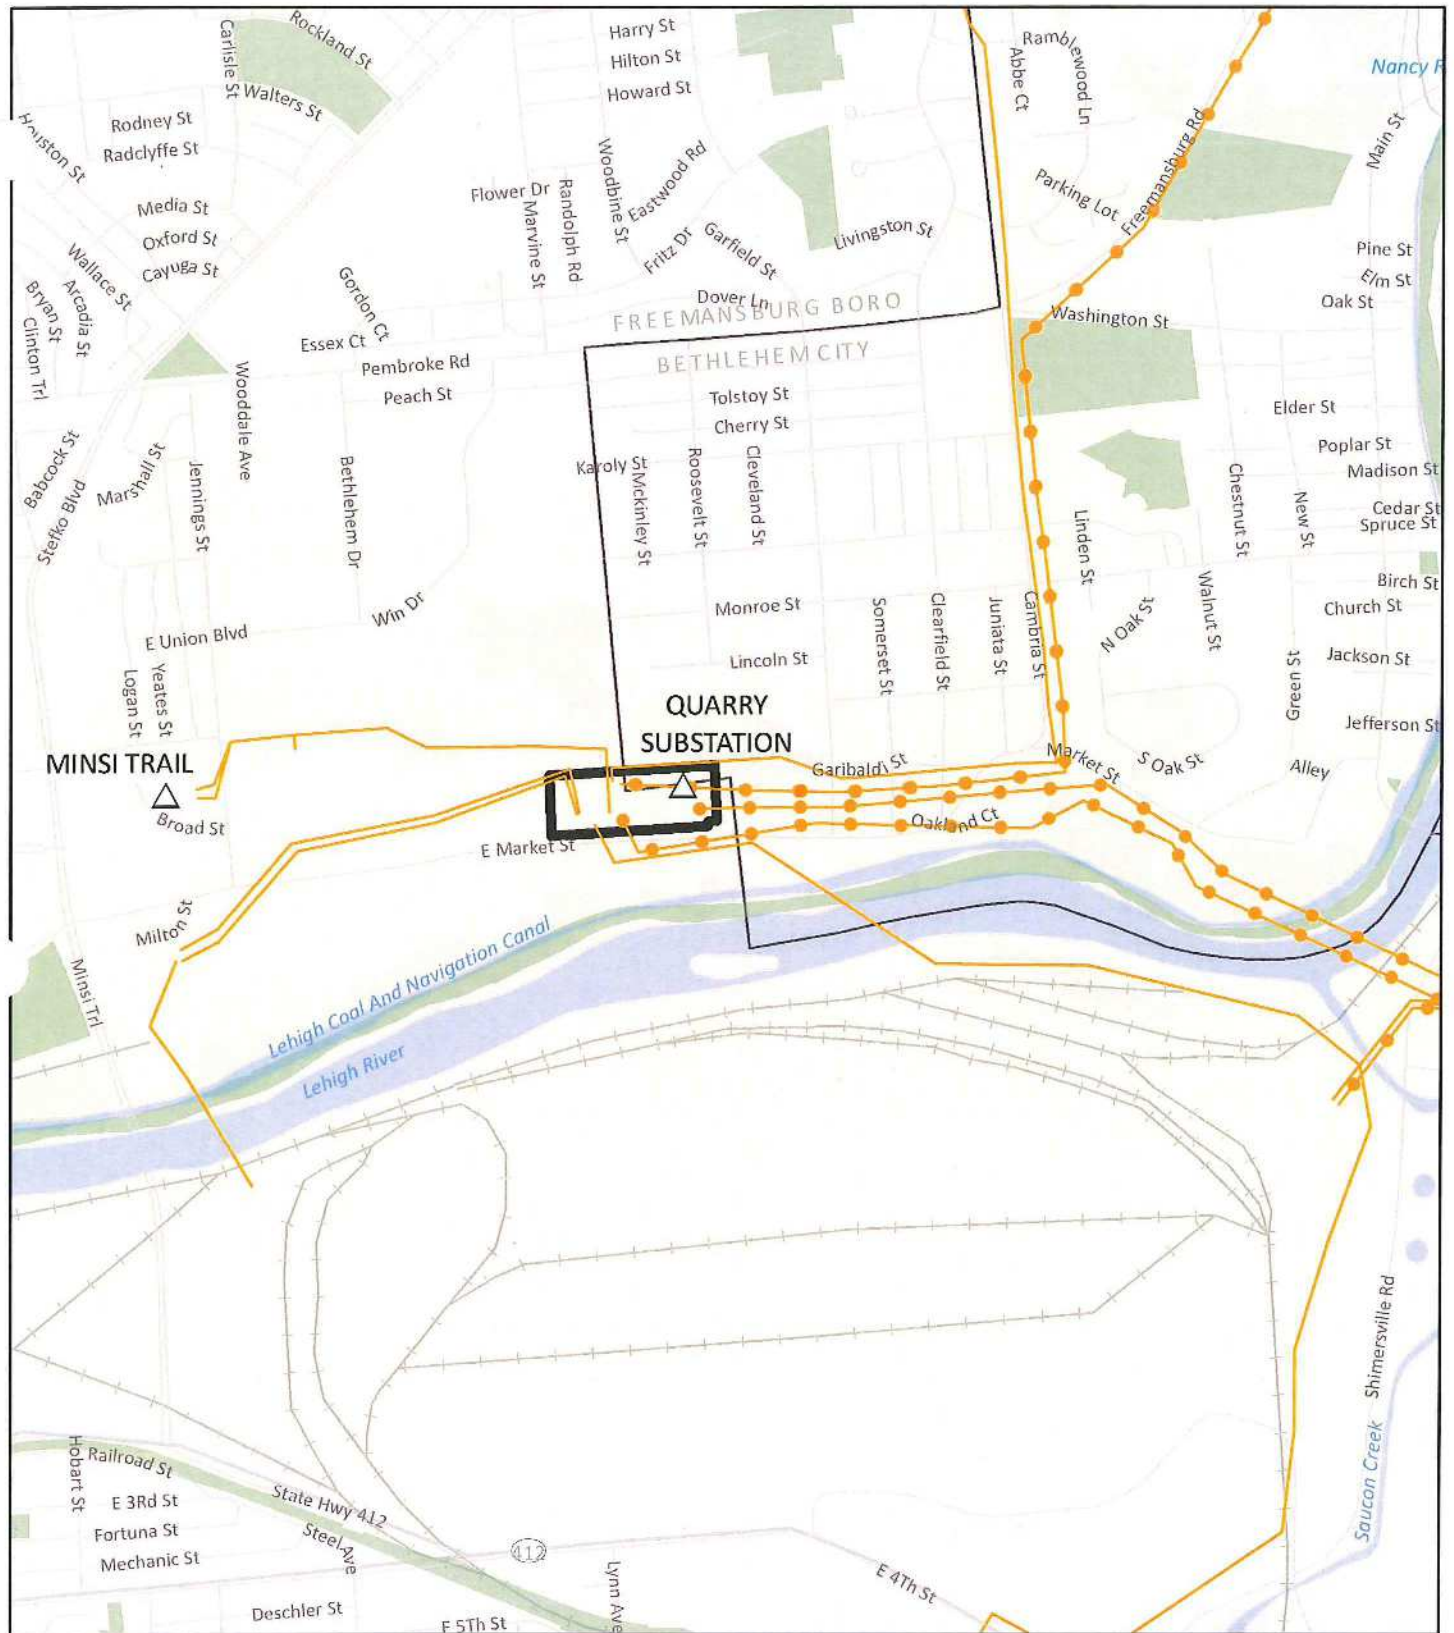 Rockland St
Carlisle St
Walters St
Harry St
Hilton St
Howard St
Abbe Ct
Ramblewood Ln
Rodney St
Radclyffe St
Houston St
Main St
Freemansburg Rd
Parking Lot
Flower Dr
Randolph Rd
Marvine St
Woodbine St
Eastwood Rd
Fritz Dr
Garfield St
Livingston St
Media St
Oxford St
Cayuga St
Wallace St
Arcadia St
Bryan St
Clinton Trl
Gordon Ct
Dover Ln
Pine St
Elm St
Oak St
FREEMANSBURG BORO
Washington St
BETHLEHEM CITY
Essex Ct
Pembroke Rd
Peach St
Wooddale Ave
Tolstoy St
Cherry St
Elder St
Poplar St
Madison St
Cedar St
Spruce St
Babcock St
Stefko Blvd
Marshall St
Jennings St
Bethlehem Dr
Karoly St
Mckinley St
Roosevelt St
Cleveland St
Linden St
Chestnut St
New St
Birch St
Church St
Win Dr
Monroe St
Somerset St
Clearfield St
Juniata St
Cambria St
N Oak St
Walnut St
E Union Blvd
Lincoln St
Jackson St
Logan St
Yeates St
Green St
QUARRY
SUBSTATION
Jefferson St
MINSI TRAIL
Garibaldi St
Market St
S Oak St
Alley
Broad St
Oakland Ct
E Market St
Milton St
Minsi Trl
Lehigh Coal And Navigation Canal
Lehigh River
Shimersville Rd
Saucon Creek
Hobart St
Railroad St
E 3Rd St
Fortuna St
Mechanic St
State Hwy 412
Steel Ave
412
Lynn Ave
E 4Th St
Deschler St
E 5Th St